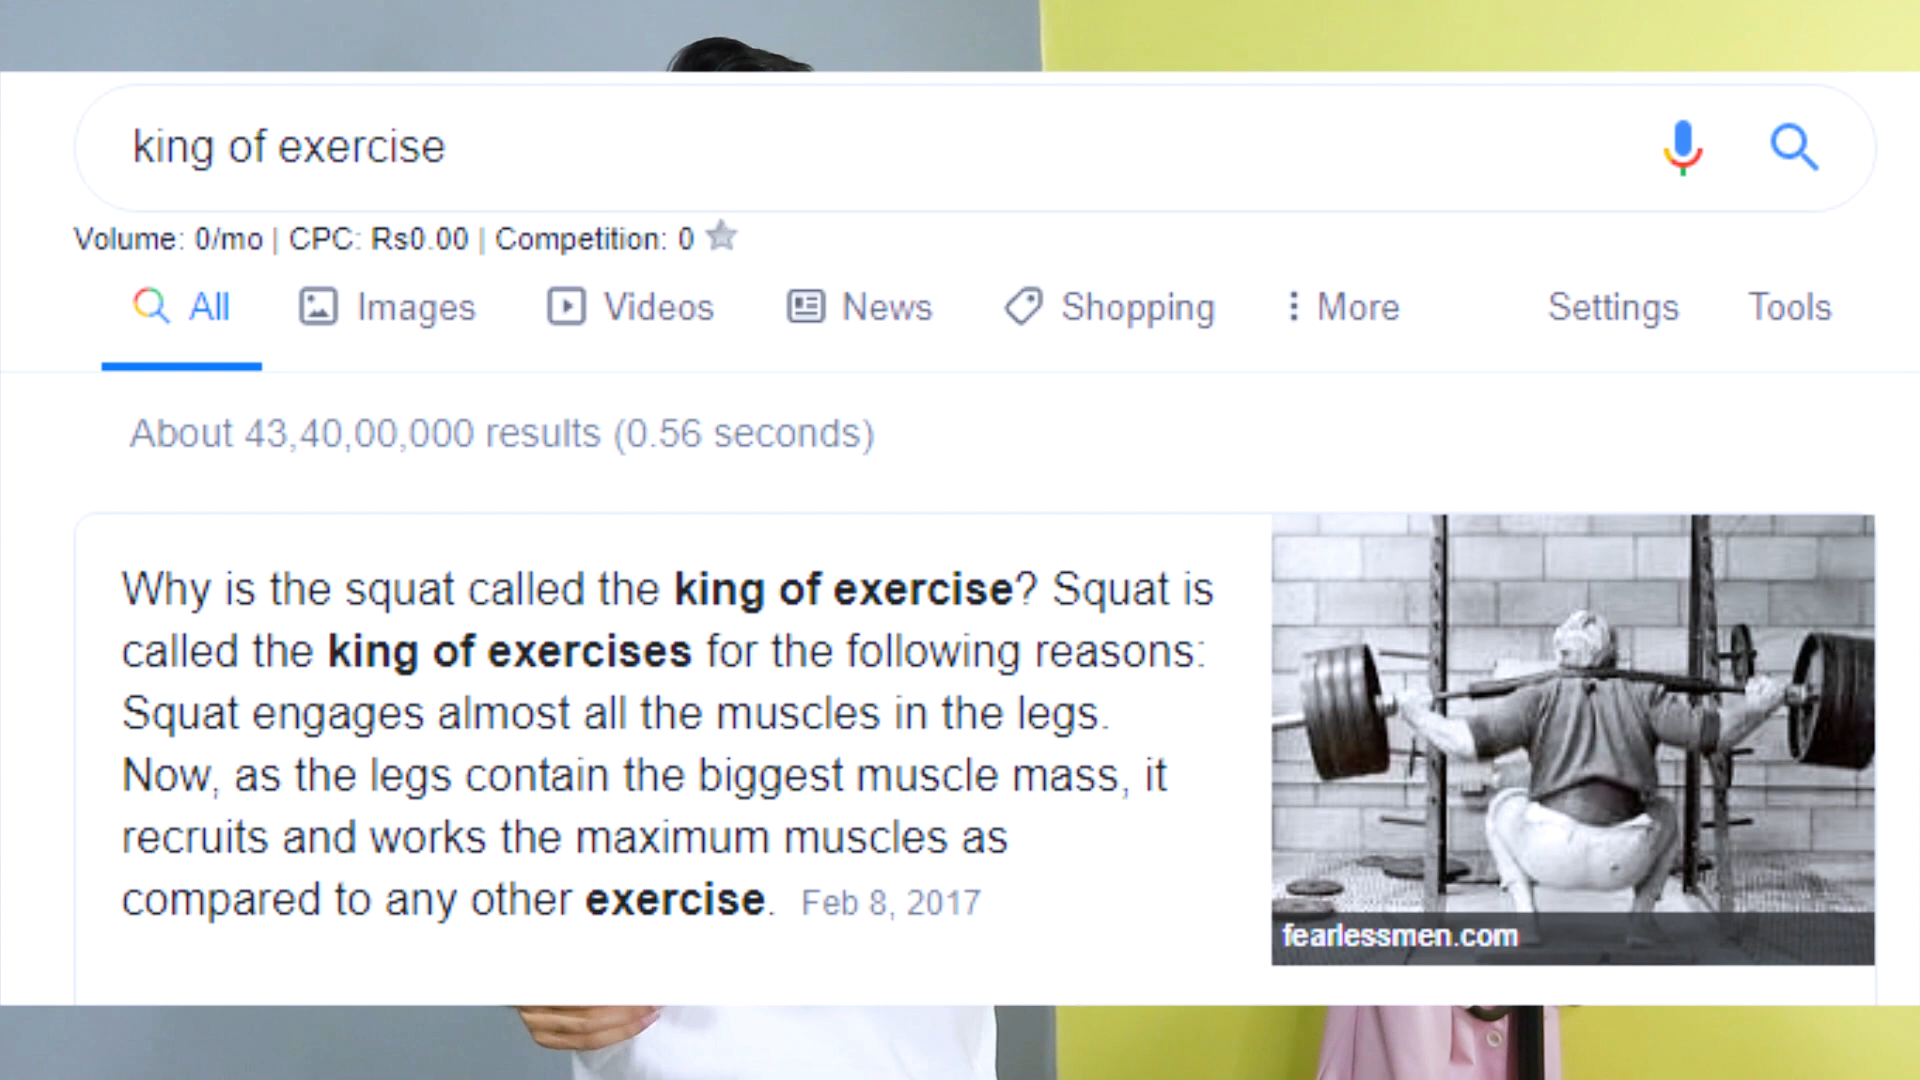 king of exercise
Volume: 0/mo | CPC: Rs0.00 | Competition: 0
All Images Videos News Shopping More Settings Tools
About 43,40,00,000 results (0.56 seconds)
Why is the squat called the king of exercise? Squat is
called the king of exercises for the following reasons:
Squat engages almost all the muscles in the legs.
Now, as the legs contain the biggest muscle mass, it
recruits and works the maximum muscles as
compared to any other exercise. Feb 8, 2017
fearlessmen.com